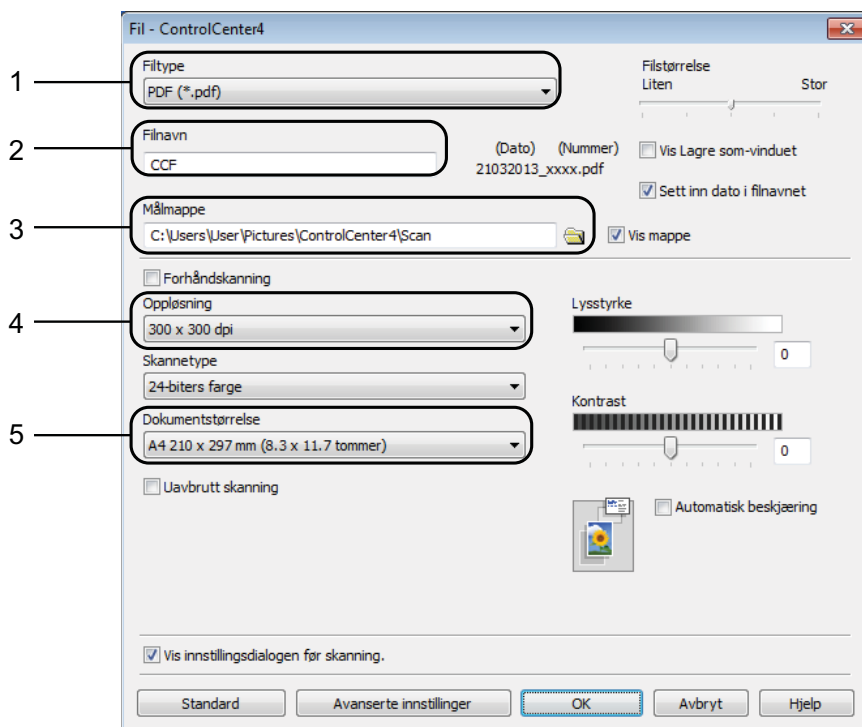 Fil - ControlCenter4
1
Filtype
PDF (*.pdf)
Filstørrelse
Liten Stor
2
Filnavn
CCF
(Dato) (Nummer)
21032013_xxxx.pdf
Vis Lagre som-vinduet
Sett inn dato i filnavnet
3
Målmappe
C:\Users\User\Pictures\ControlCenter4\Scan
Vis mappe
Forhåndskanning
4
Oppløsning
300 x 300 dpi
Lysstyrke
0
Skannetype
24-biters farge
Kontrast
0
5
Dokumentstørrelse
A4 210 x 297 mm (8.3 x 11.7 tommer)
Uavbrutt skanning
Automatisk beskjæring
Vis innstillingsdialogen før skanning.
Standard Avanserte innstillinger OK Avbryt Hjelp